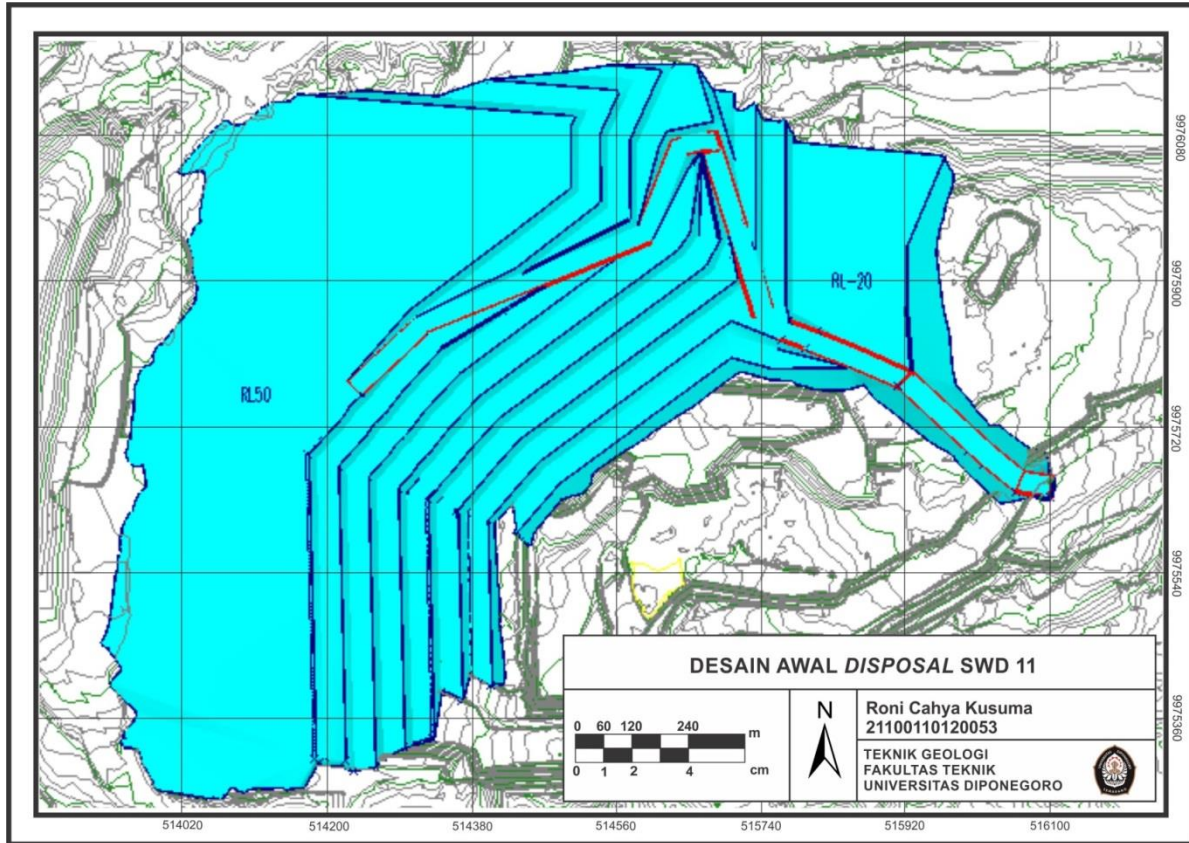 9976080
9975900
RL-20
RL50
9975720
9975540
9975360
DESAIN AWAL DISPOSAL SWD 11
0 60 120 240 m
0 1 2 4 cm
N
Roni Cahya Kusuma
21100110120053
TEKNIK GEOLOGI
FAKULTAS TEKNIK
UNIVERSITAS DIPONEGORO
514020 514200 514380 514560 515740 515920 516100